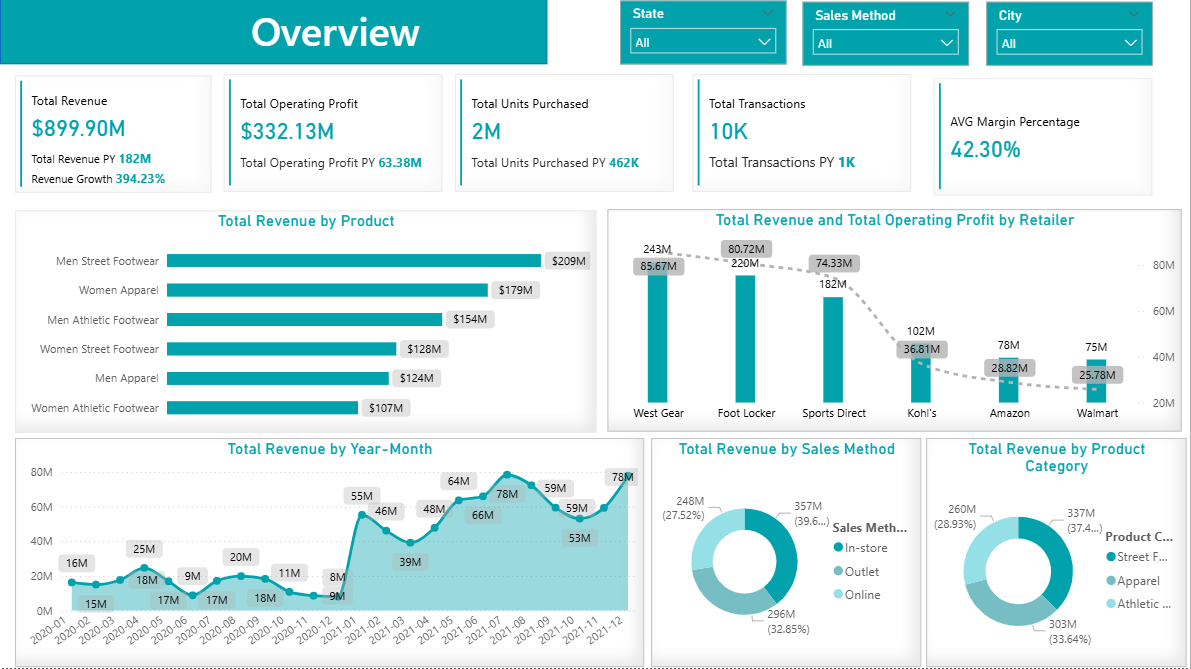 Overview
State
All
Sales Method
All
City
All
Total Revenue
$899.90M
Total Revenue PY 182M
Revenue Growth 394.23%
Total Operating Profit
$332.13M
Total Operating Profit PY 63.38M
Total Units Purchased
2M
Total Units Purchased PY 462K
Total Transactions
10K
Total Transactions PY 1K
AVG Margin Percentage
42.30%
Total Revenue by Product
Men Street Footwear $209M
Women Apparel $179M
Men Athletic Footwear $154M
Women Street Footwear $128M
Men Apparel $124M
Women Athletic Footwear $107M
Total Revenue and Total Operating Profit by Retailer
243M 85.67M
80.72M 220M
74.33M 182M
102M 36.81M
78M 28.82M
75M 25.78M
80M
60M
40M
20M
West Gear Foot Locker Sports Direct Kohl's Amazon Walmart
Total Revenue by Year-Month
80M
60M
40M
20M
0M
16M 15M 25M 18M 17M 9M 17M 20M 18M 11M 8M 9M 55M 46M 39M 48M 64M 66M 78M 59M 59M 53M 78M
2020-01 2020-02 2020-03 2020-04 2020-05 2020-06 2020-07 2020-08 2020-09 2020-10 2020-11 2020-12 2021-01 2021-02 2021-03 2021-04 2021-05 2021-06 2021-07 2021-08 2021-09 2021-10 2021-11 2021-12
Total Revenue by Sales Method
248M
(27.52%)
357M
(39.6...)
296M
(32.85%)
Sales Meth...
In-store
Outlet
Online
Total Revenue by Product
Category
260M
(28.93%)
337M
(37.4...)
303M
(33.64%)
Product C...
Street F...
Apparel
Athletic ...